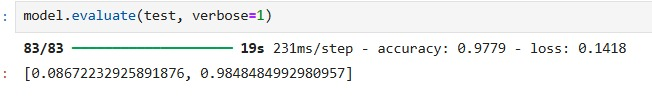 : model.evaluate(test, verbose=1)
83/83 ━━━━━━━━━━━━━━━━━━━━ 19s 231ms/step - accuracy: 0.9779 - loss: 0.1418
: [0.08672232925891876, 0.9848484992980957]